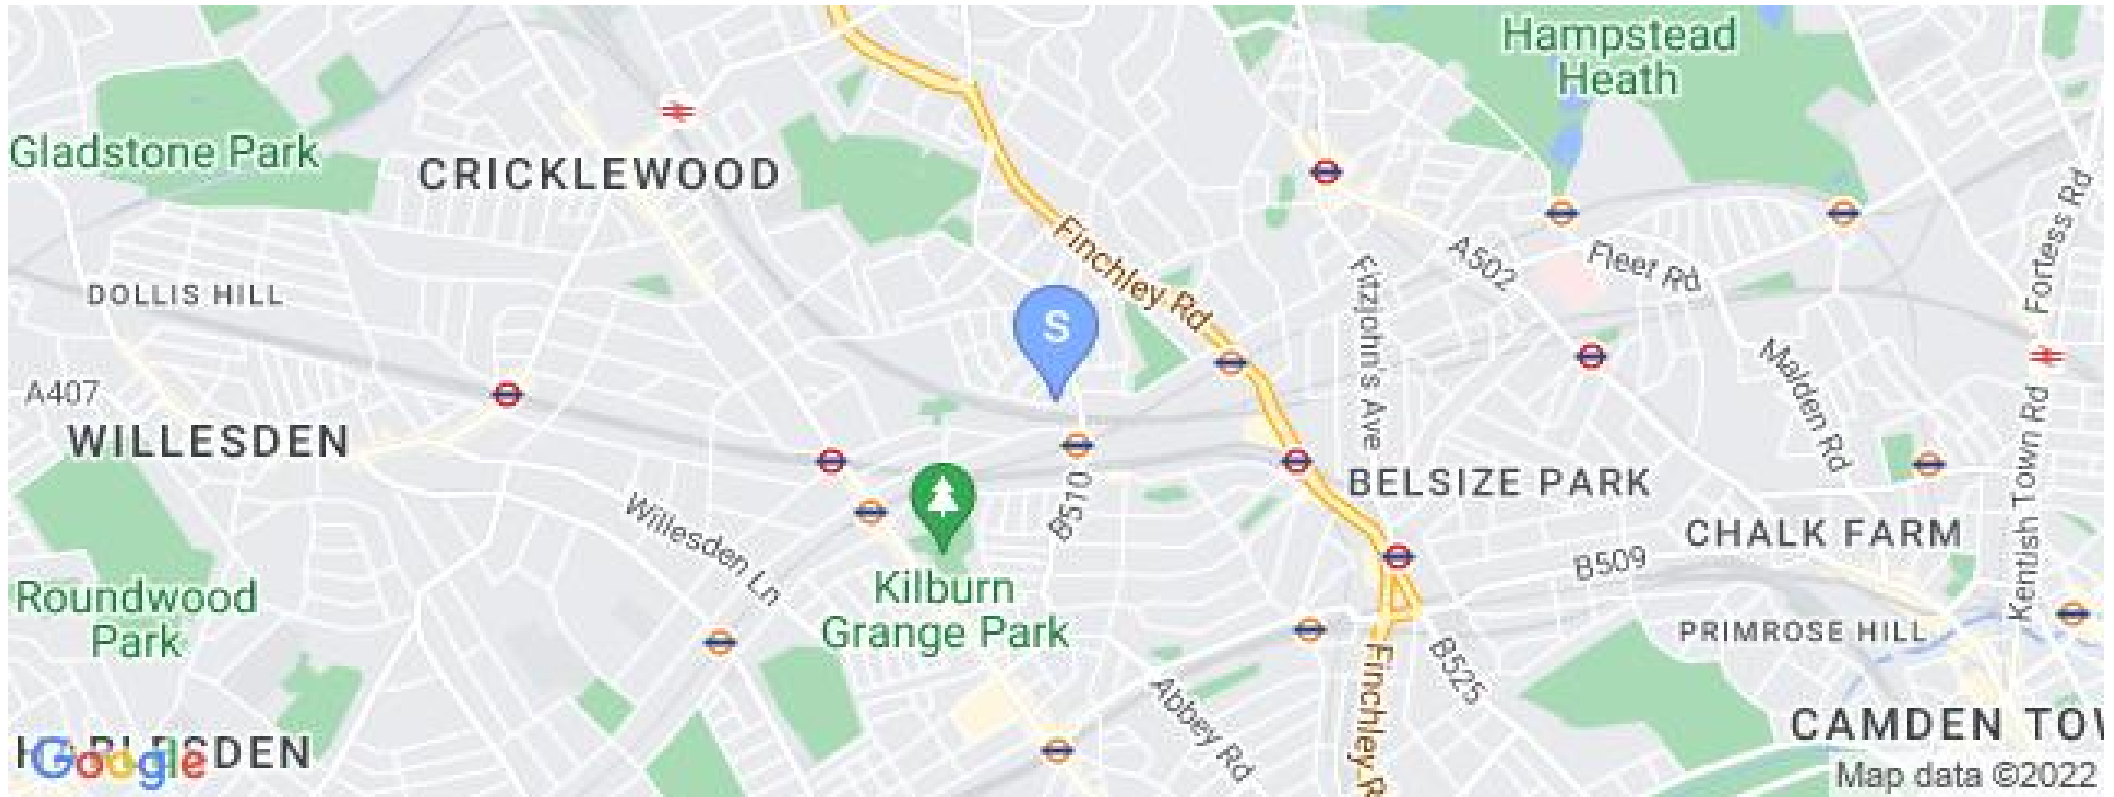 Hampstead
Heath
Gladstone Park
CRICKLEWOOD
Finchley Rd
A502
Fleet Rd
Fortess Rd
DOLLIS HILL
S
Fitzjohn's Ave
A407
WILLESDEN
Malden Rd
BELSIZE PARK
Kentish Town Rd
B510
Willesden Ln
CHALK FARM
B509
Roundwood
Park
Kilburn
Grange Park
PRIMROSE HILL
B525
Finchley R
Abbey Rd
CAMDEN TOW
Google
Map data ©2022